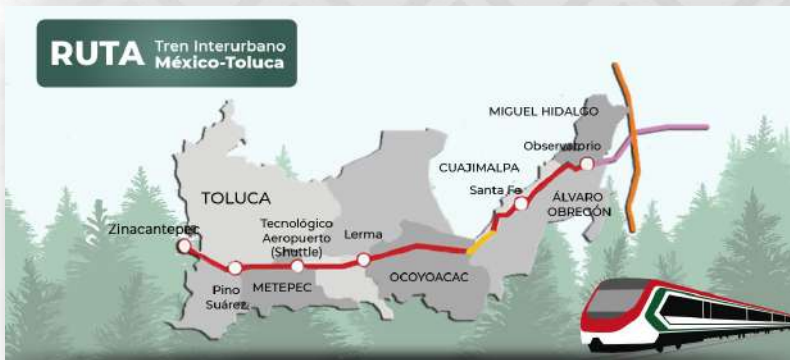 RUTA Tren Interurbano
México-Toluca
MIGUEL HIDALGO
Observatorio
CUAJIMALPA
Santa Fe
ÁLVARO
OBREGÓN
TOLUCA
Tecnológico
Aeropuerto
(Shuttle)
Lerma
Zinacantepec
OCOYOACAC
Pino
Suárez
METEPEC